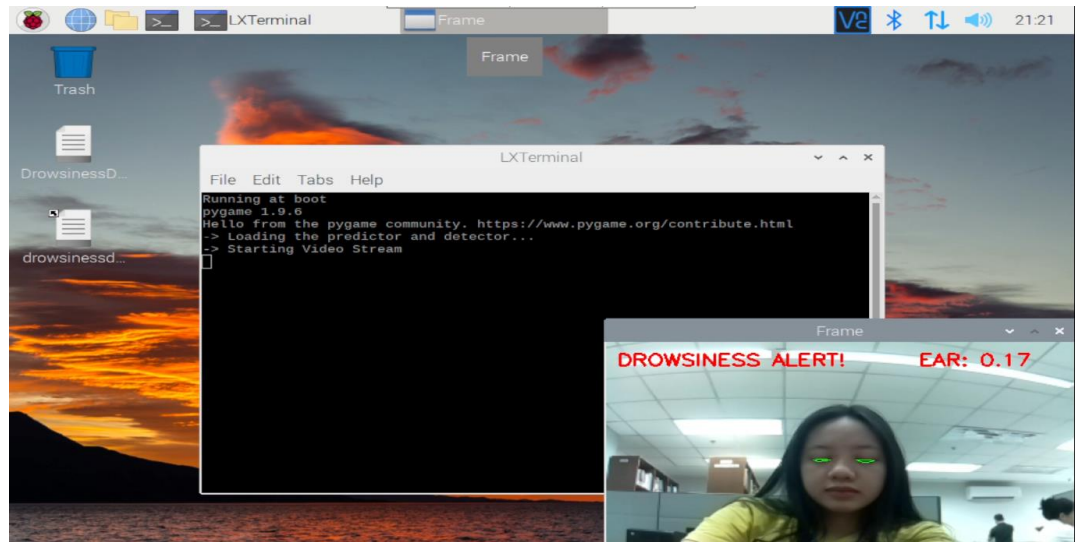 LXTerminal
Frame
21:21
Frame
Trash
DrowsinessD...
drowsinessd...
LXTerminal
File Edit Tabs Help
Running at boot
pygame 1.9.6
Hello from the pygame community. https://www.pygame.org/contribute.html
-> Loading the predictor and detector...
-> Starting Video Stream
Frame
DROWSINESS ALERT! EAR: 0.17